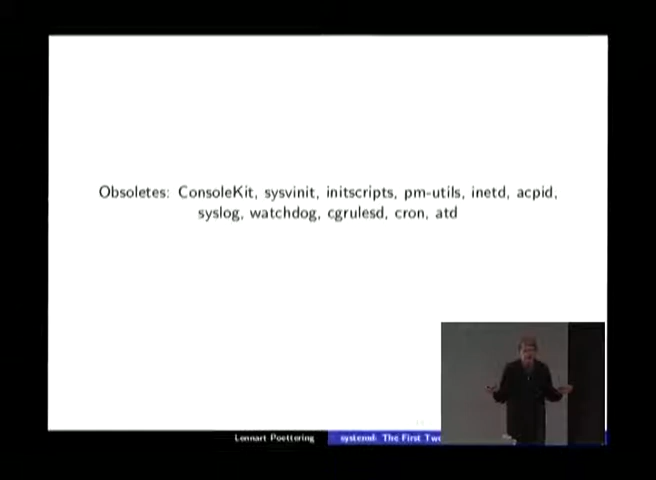 Obsoletes: ConsoleKit, sysvinit, initscripts, pm-utils, inetd, acpid,
syslog, watchdog, cgrulesd, cron, atd
Lennart Poettering
systemd: The First Two